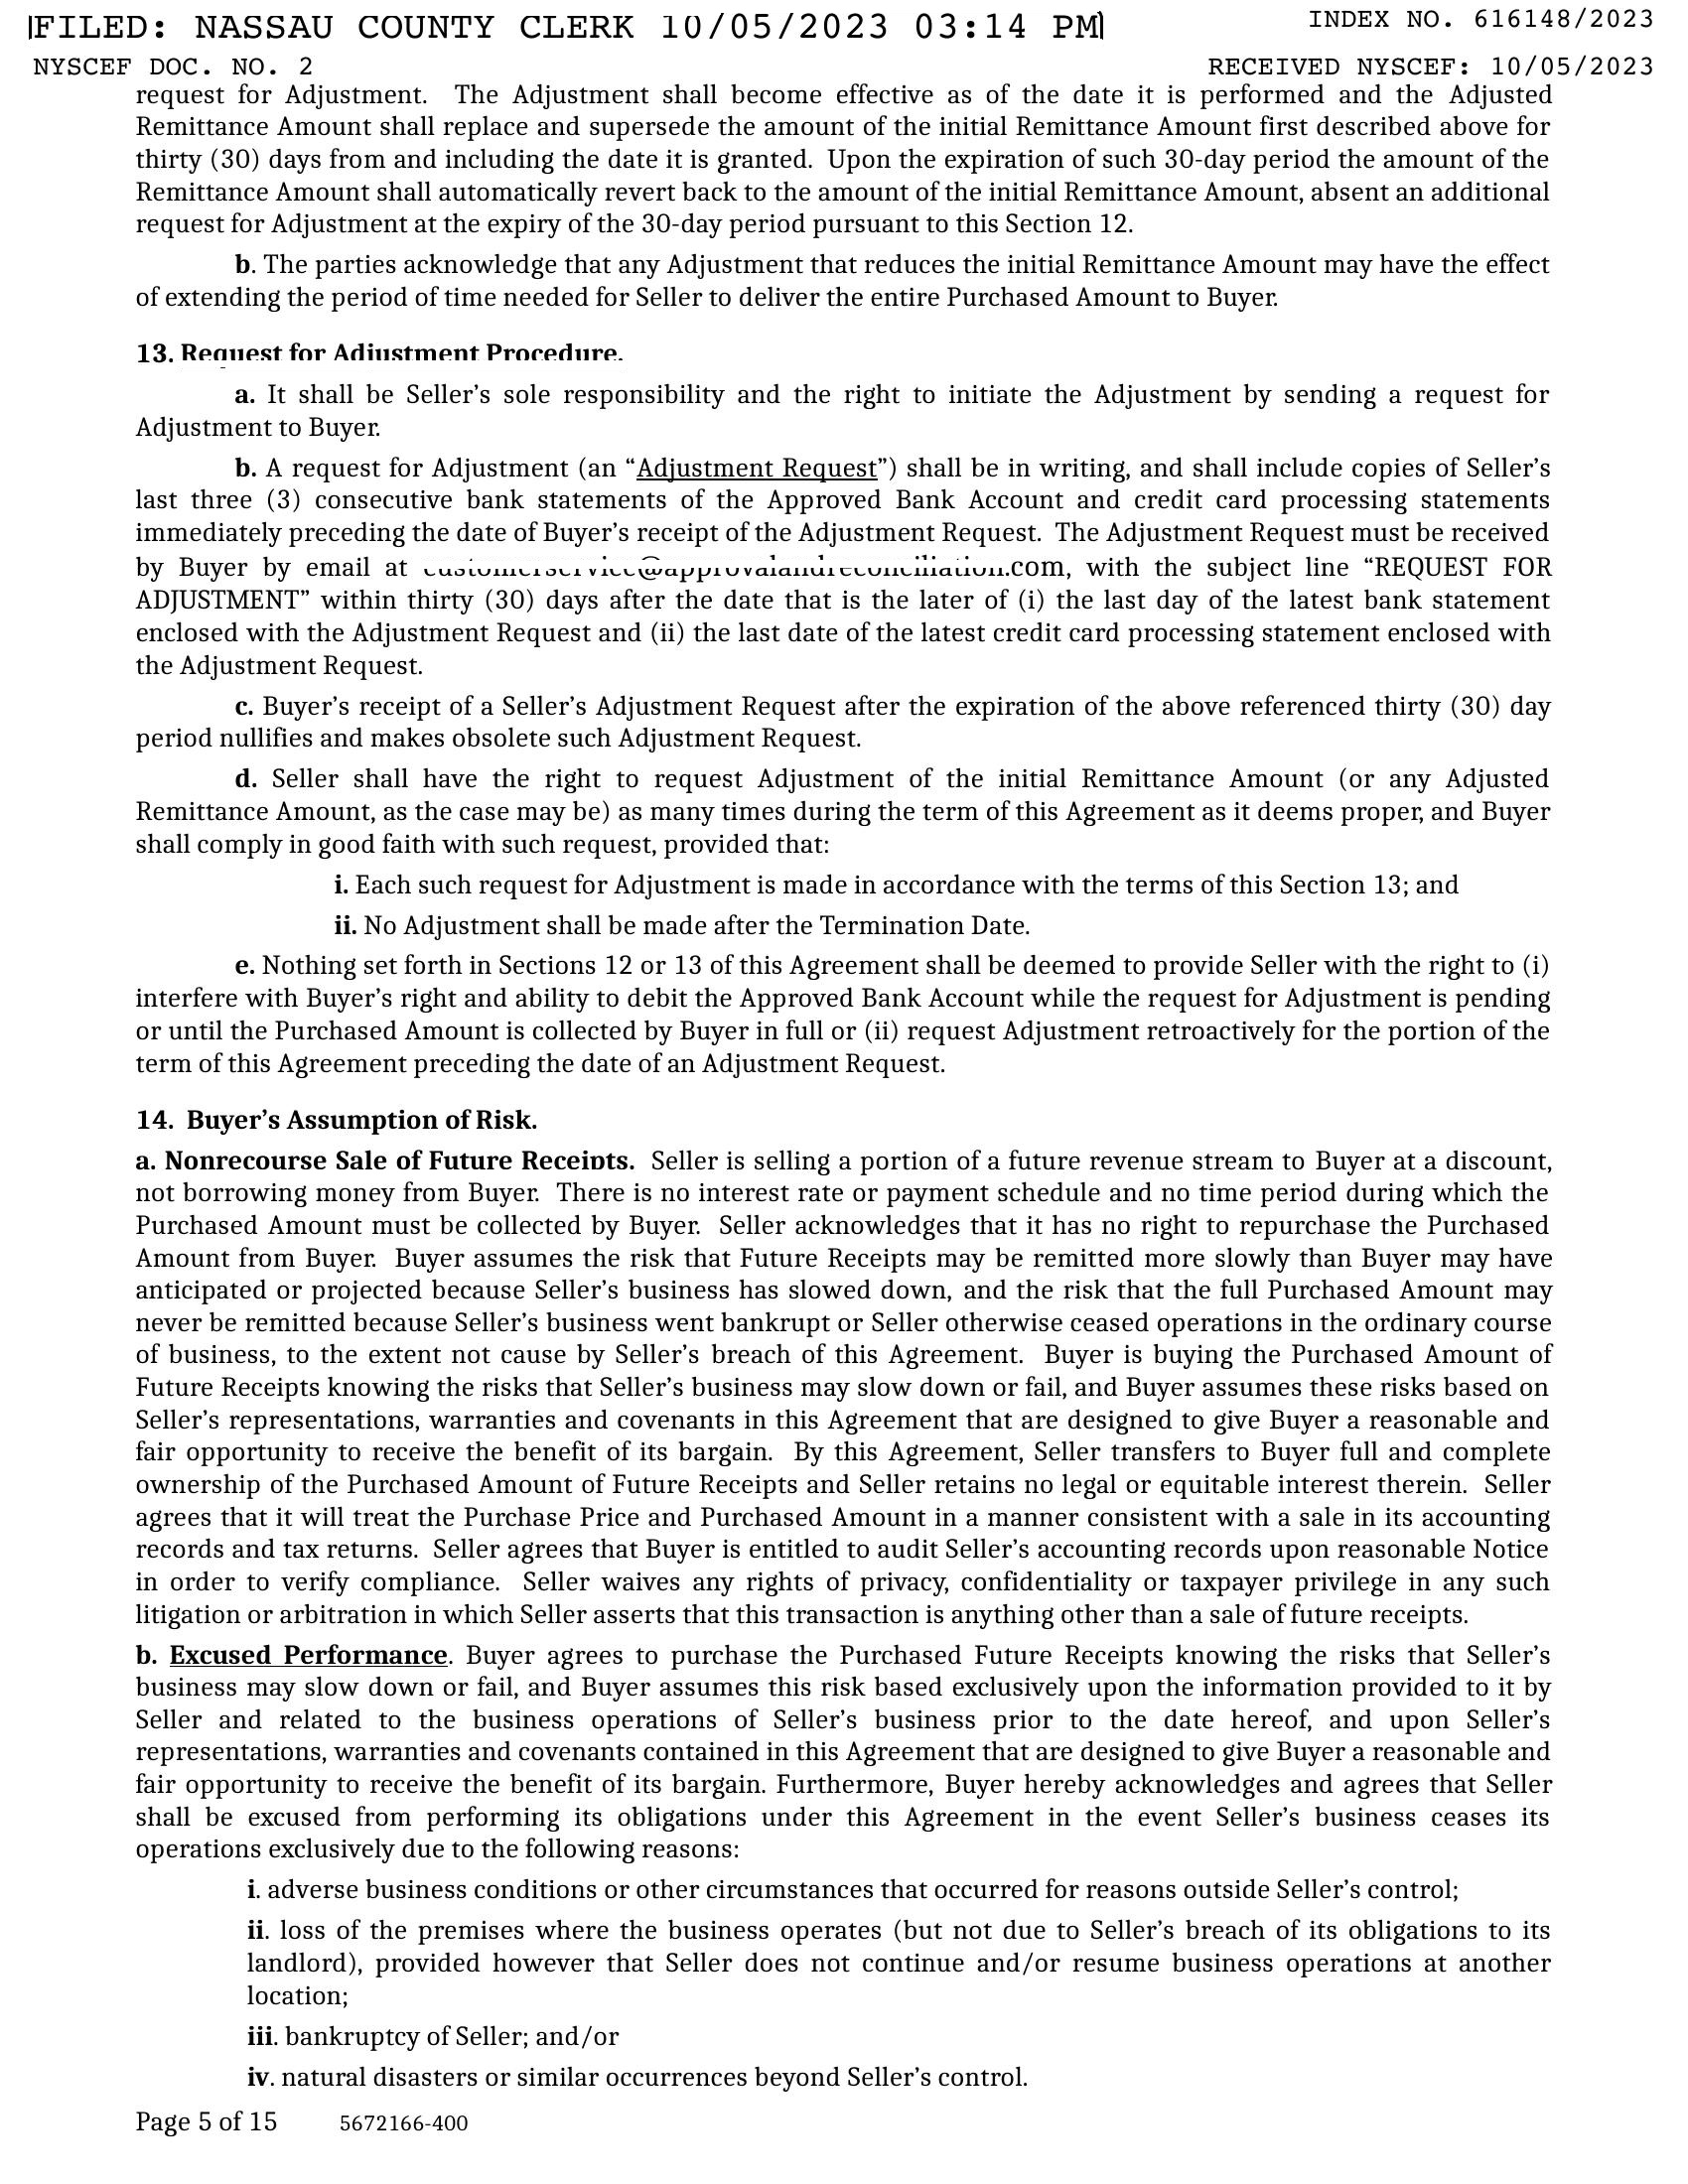 FILED: NASSAU COUNTY CLERK 10/05/2023 03:14 PM
INDEX NO. 616148/2023
NYSCEF DOC. NO. 2
RECEIVED NYSCEF: 10/05/2023
request for Adjustment. The Adjustment shall become effective as of the date it is performed and the Adjusted
Remittance Amount shall replace and supersede the amount of the initial Remittance Amount first described above for
thirty (30) days from and including the date it is granted. Upon the expiration of such 30-day period the amount of the
Remittance Amount shall automatically revert back to the amount of the initial Remittance Amount, absent an additional
request for Adjustment at the expiry of the 30-day period pursuant to this Section 12.
b. The parties acknowledge that any Adjustment that reduces the initial Remittance Amount may have the effect
of extending the period of time needed for Seller to deliver the entire Purchased Amount to Buyer.
13. Request for Adjustment Procedure.
a. It shall be Seller’s sole responsibility and the right to initiate the Adjustment by sending a request for
Adjustment to Buyer.
b. A request for Adjustment (an “Adjustment Request”) shall be in writing, and shall include copies of Seller’s
last three (3) consecutive bank statements of the Approved Bank Account and credit card processing statements
immediately preceding the date of Buyer’s receipt of the Adjustment Request. The Adjustment Request must be received
by Buyer by email at customerservice@approvalandreconciliation.com, with the subject line “REQUEST FOR
ADJUSTMENT” within thirty (30) days after the date that is the later of (i) the last day of the latest bank statement
enclosed with the Adjustment Request and (ii) the last date of the latest credit card processing statement enclosed with
the Adjustment Request.
c. Buyer’s receipt of a Seller’s Adjustment Request after the expiration of the above referenced thirty (30) day
period nullifies and makes obsolete such Adjustment Request.
d. Seller shall have the right to request Adjustment of the initial Remittance Amount (or any Adjusted
Remittance Amount, as the case may be) as many times during the term of this Agreement as it deems proper, and Buyer
shall comply in good faith with such request, provided that:
i. Each such request for Adjustment is made in accordance with the terms of this Section 13; and
ii. No Adjustment shall be made after the Termination Date.
e. Nothing set forth in Sections 12 or 13 of this Agreement shall be deemed to provide Seller with the right to (i)
interfere with Buyer’s right and ability to debit the Approved Bank Account while the request for Adjustment is pending
or until the Purchased Amount is collected by Buyer in full or (ii) request Adjustment retroactively for the portion of the
term of this Agreement preceding the date of an Adjustment Request.
14. Buyer’s Assumption of Risk.
a. Nonrecourse Sale of Future Receipts. Seller is selling a portion of a future revenue stream to Buyer at a discount,
not borrowing money from Buyer. There is no interest rate or payment schedule and no time period during which the
Purchased Amount must be collected by Buyer. Seller acknowledges that it has no right to repurchase the Purchased
Amount from Buyer. Buyer assumes the risk that Future Receipts may be remitted more slowly than Buyer may have
anticipated or projected because Seller’s business has slowed down, and the risk that the full Purchased Amount may
never be remitted because Seller’s business went bankrupt or Seller otherwise ceased operations in the ordinary course
of business, to the extent not cause by Seller’s breach of this Agreement. Buyer is buying the Purchased Amount of
Future Receipts knowing the risks that Seller’s business may slow down or fail, and Buyer assumes these risks based on
Seller’s representations, warranties and covenants in this Agreement that are designed to give Buyer a reasonable and
fair opportunity to receive the benefit of its bargain. By this Agreement, Seller transfers to Buyer full and complete
ownership of the Purchased Amount of Future Receipts and Seller retains no legal or equitable interest therein. Seller
agrees that it will treat the Purchase Price and Purchased Amount in a manner consistent with a sale in its accounting
records and tax returns. Seller agrees that Buyer is entitled to audit Seller’s accounting records upon reasonable Notice
in order to verify compliance. Seller waives any rights of privacy, confidentiality or taxpayer privilege in any such
litigation or arbitration in which Seller asserts that this transaction is anything other than a sale of future receipts.
b. Excused Performance. Buyer agrees to purchase the Purchased Future Receipts knowing the risks that Seller’s
business may slow down or fail, and Buyer assumes this risk based exclusively upon the information provided to it by
Seller and related to the business operations of Seller’s business prior to the date hereof, and upon Seller’s
representations, warranties and covenants contained in this Agreement that are designed to give Buyer a reasonable and
fair opportunity to receive the benefit of its bargain. Furthermore, Buyer hereby acknowledges and agrees that Seller
shall be excused from performing its obligations under this Agreement in the event Seller’s business ceases its
operations exclusively due to the following reasons:
i. adverse business conditions or other circumstances that occurred for reasons outside Seller’s control;
ii. loss of the premises where the business operates (but not due to Seller’s breach of its obligations to its
landlord), provided however that Seller does not continue and/or resume business operations at another
location;
iii. bankruptcy of Seller; and/or
iv. natural disasters or similar occurrences beyond Seller’s control.
Page 5 of 15 5672166-400